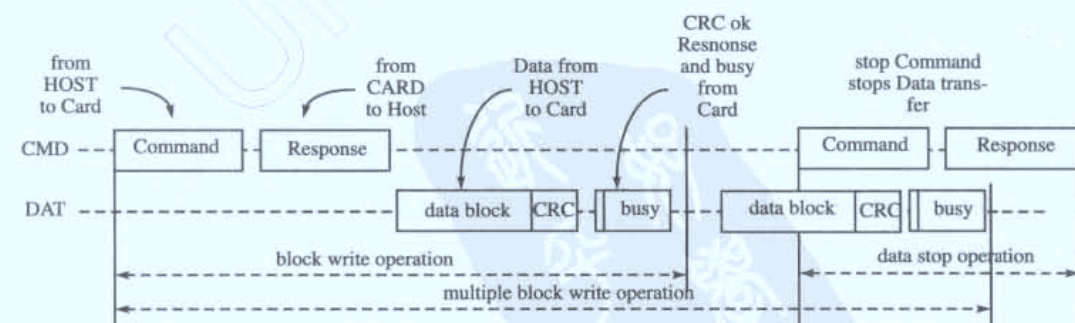 from
HOST
to Card
from
CARD
to Host
Data from
HOST
to Card
CRC ok
Resnonse
and busy
from
Card
stop Command
stops Data trans-
fer
CMD
Command
Response
Command
Response
DAT
data block
CRC
busy
data block
CRC
busy
block write operation
data stop operation
multiple block write operation